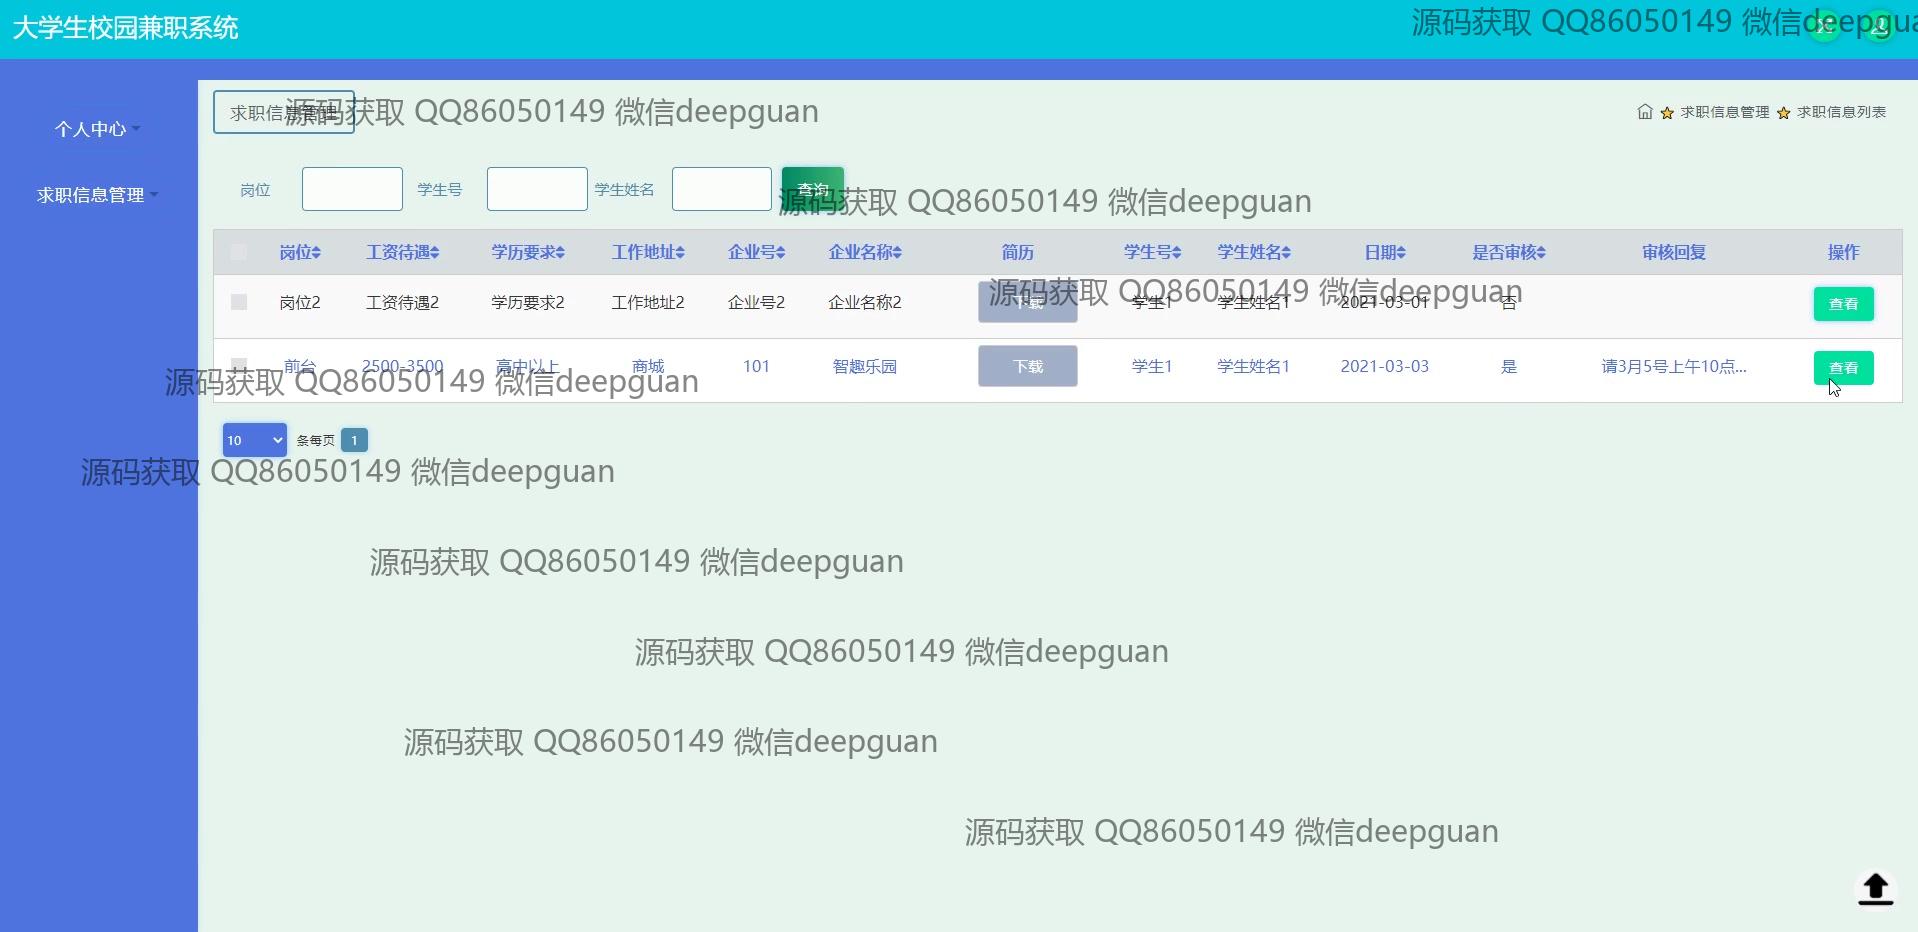 大学生校园兼职系统
源码获取 QQ86050149 微信deepgua
求职信息管理
源码获取 QQ86050149 微信deepguan
求职信息管理 求职信息列表
个人中心
求职信息管理
岗位 学生号 学生姓名 查询
源码获取 QQ86050149 微信deepguan
岗位 工资待遇 学历要求 工作地址 企业号 企业名称 简历 学生号 学生姓名 日期 是否审核 审核回复 操作
源码获取 QQ86050149 微信deepguan
岗位2 工资待遇2 学历要求2 工作地址2 企业号2 企业名称2 下载 学生1 学生姓名1 2021-03-01 否 查看
前台 2500-3500 高中以上 商城 101 智趣乐园 下载 学生1 学生姓名1 2021-03-03 是 请3月5号上午10点... 查看
源码获取 QQ86050149 微信deepguan
10 条每页 1
源码获取 QQ86050149 微信deepguan
源码获取 QQ86050149 微信deepguan
源码获取 QQ86050149 微信deepguan
源码获取 QQ86050149 微信deepguan
源码获取 QQ86050149 微信deepguan